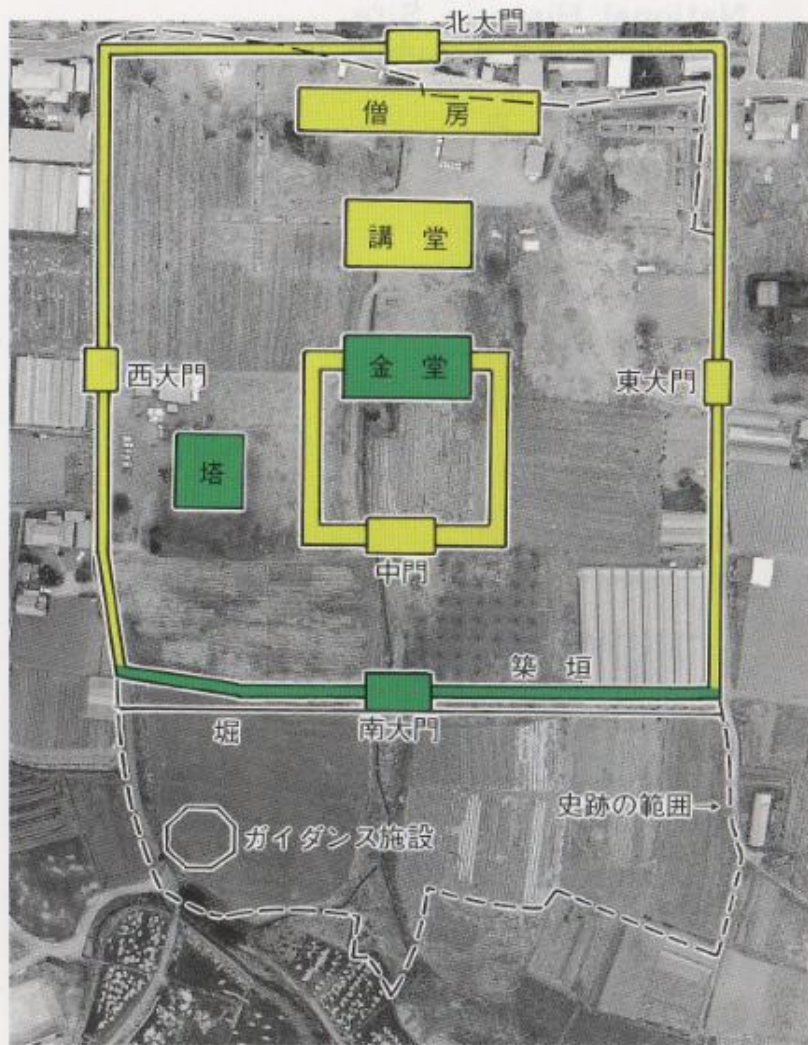 北大門
僧房
講堂
金堂
西大門
東大門
塔
中門
築垣
南大門
堀
史跡の範囲→
ガイダンス施設